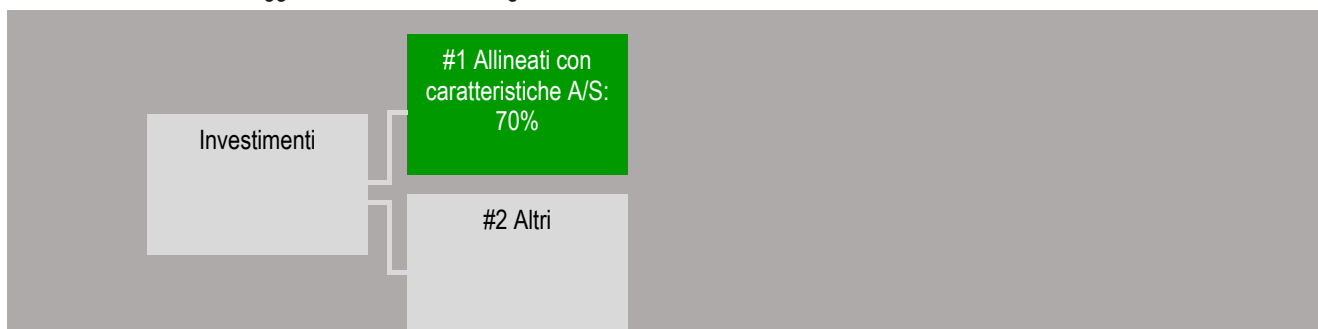 Investimenti
#1 Allineati con
caratteristiche A/S:
70%
#2 Altri